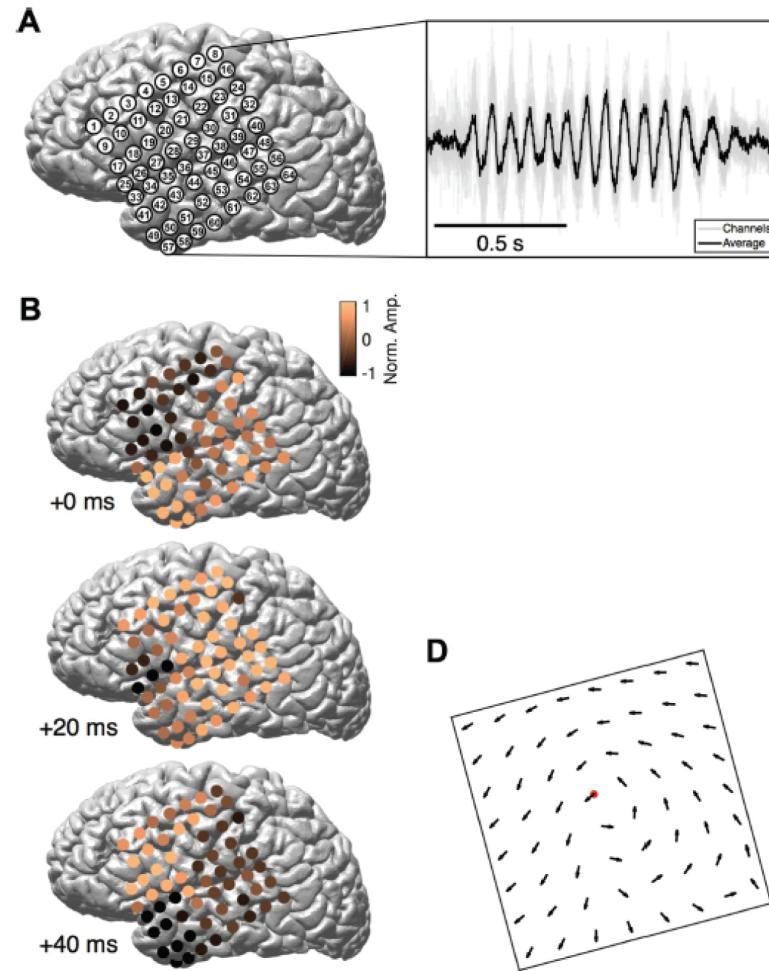 A
1 2 3 4 5 6 7 8
9 10 11 12 13 14 15 16
17 18 19 20 21 22 23 24
25 26 27 28 29 30 31 32
33 34 35 36 37 38 39 40
41 42 43 44 45 46 47 48
49 50 51 52 53 54 55 56
57 58 59 60 61 62 63 64
0.5 s
Channels
Average
B
1
0
-1
Norm. Amp.
+0 ms
+20 ms
+40 ms
D